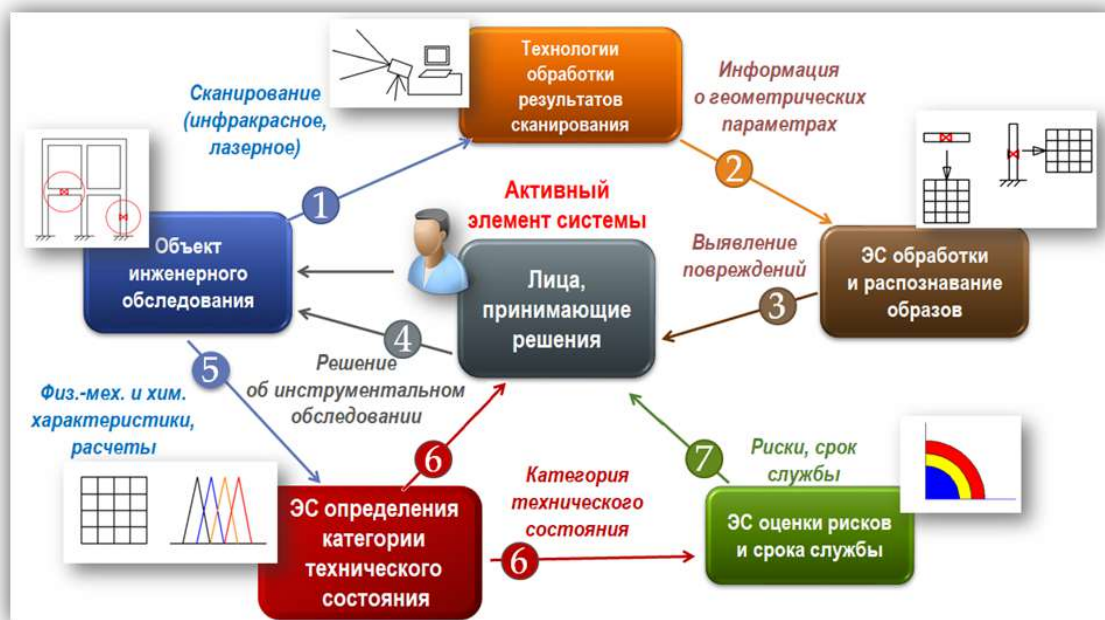 Технологии
обработки
результатов
сканирования
Сканирование
(инфракрасное,
лазерное)
Информация
о геометрических
параметрах
1
2
Активный
элемент системы
Объект
инженерного
обследования
Лица,
принимающие
решения
Выявление
повреждений
ЭС обработки
и распознавание
образов
3
4
5
Решение
об инструментальном
обследовании
Физ.-мех. и хим.
характеристики,
расчеты
6
7
Риски, срок
службы
Категория
технического
состояния
ЭС определения
категории
технического
состояния
6
ЭС оценки рисков
и срока службы